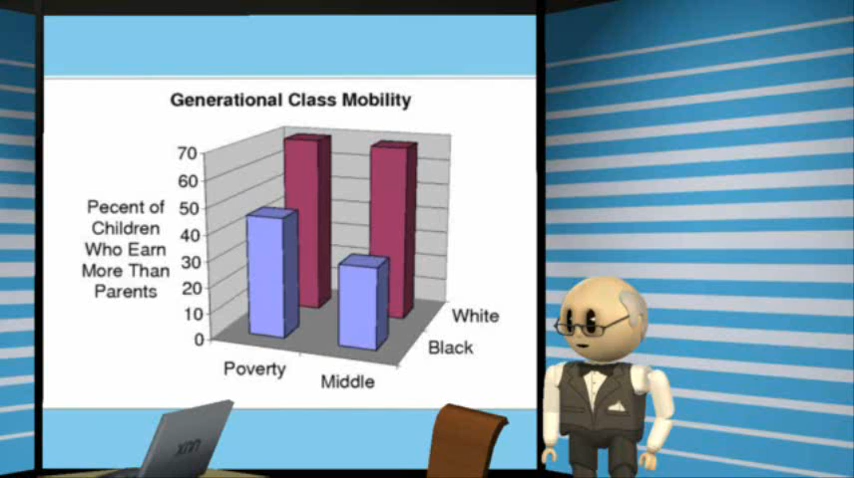 Generational Class Mobility
70
60
50
40
30
20
10
0
Pecent of
Children
Who Earn
More Than
Parents
White
Black
Poverty
Middle